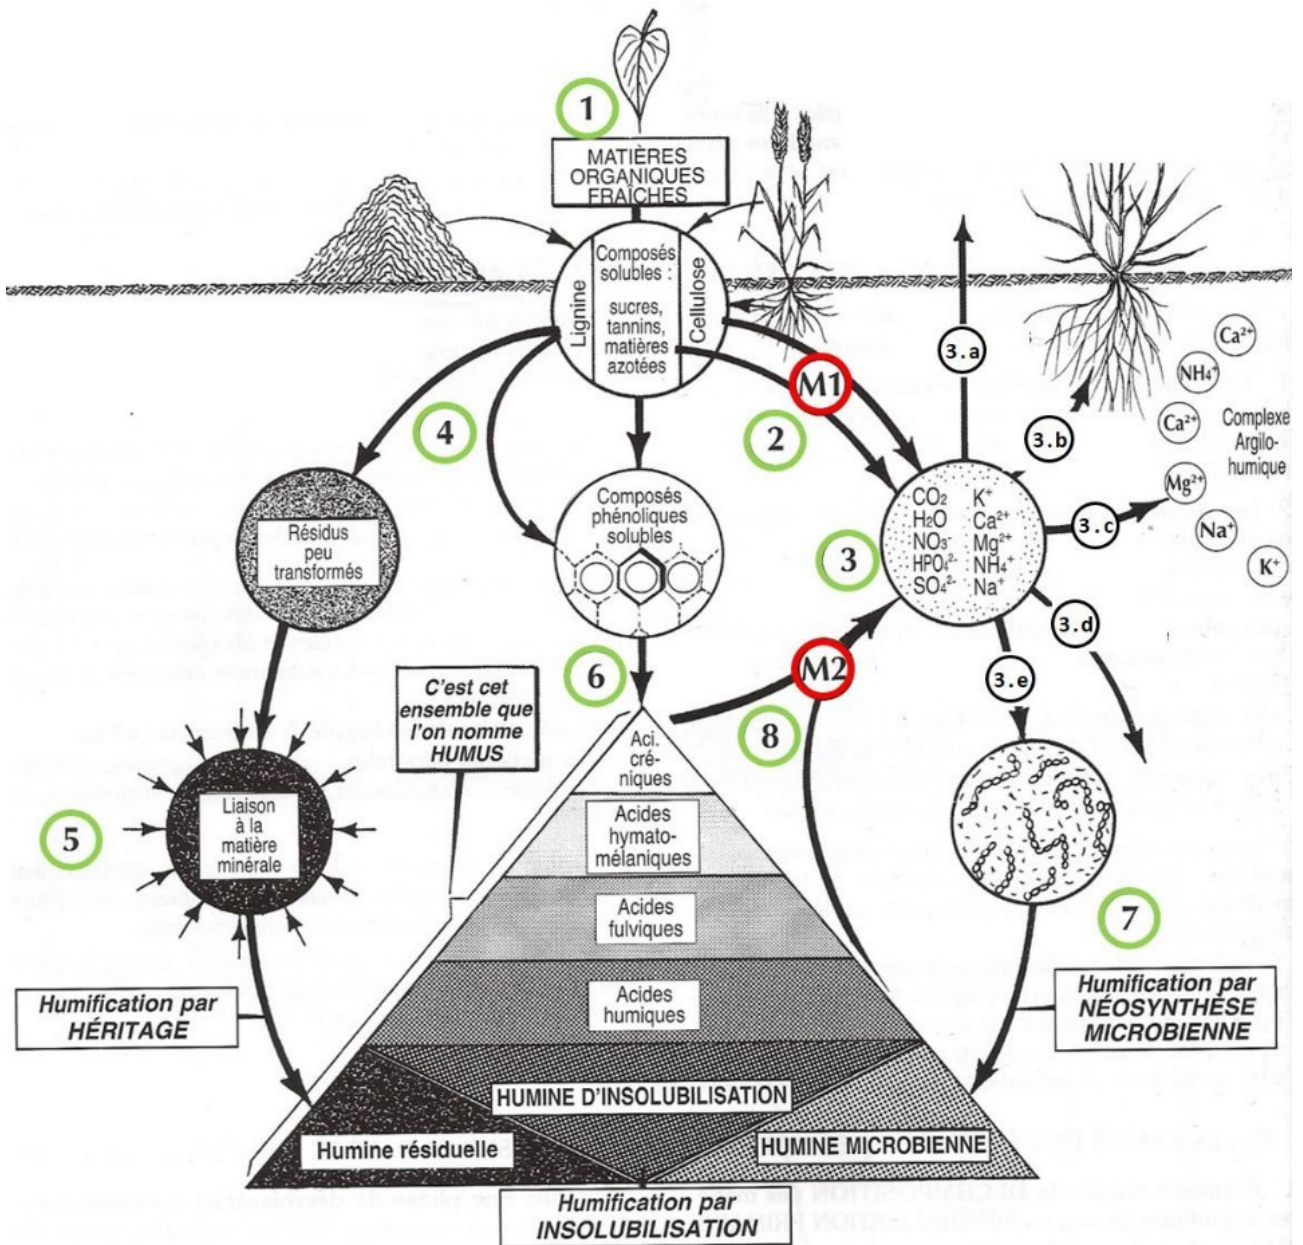 1
MATIÈRES
ORGANIQUES
FRAÎCHES
Lignine
Composés
solubles :
sucres,
tannins,
matières
azotées
Cellulose
M1
2
4
3.a
3.b
3.c
3.d
3.e
Ca²⁺
NH₄⁺
Ca²⁺
Mg²⁺
Na⁺
K⁺
Complexe
Argilo-
humique
3
CO₂ K⁺
H₂O Ca²⁺
NO₃⁻ Mg²⁺
HPO₄²⁻ NH₄⁺
SO₄²⁻ Na⁺
Résidus
peu
transformés
Composés
phénoliques
solubles
6
M2
8
C'est cet
ensemble que
l'on nomme
HUMUS
5
Liaison
à la
matière
minérale
7
Humification par
HÉRITAGE
Humification par
NÉOSYNTHÈSE
MICROBIENNE
Aci.
cré-
niques
Acides
hymato-
mélaniques
Acides
fulviques
Acides
humiques
HUMINE D'INSOLUBILISATION
Humine résiduelle
HUMINE MICROBIENNE
Humification par
INSOLUBILISATION